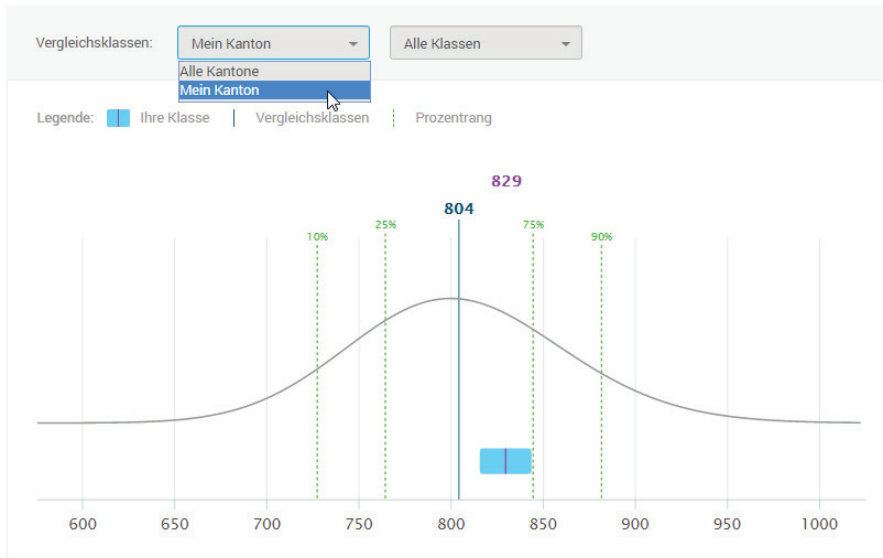 Vergleichsklassen: Mein Kanton Alle Klassen
Alle Kantone
Mein Kanton
Legende: Ihre Klasse Vergleichsklassen Prozentrang
829
804
10% 25% 75% 90%
600 650 700 750 800 850 900 950 1000